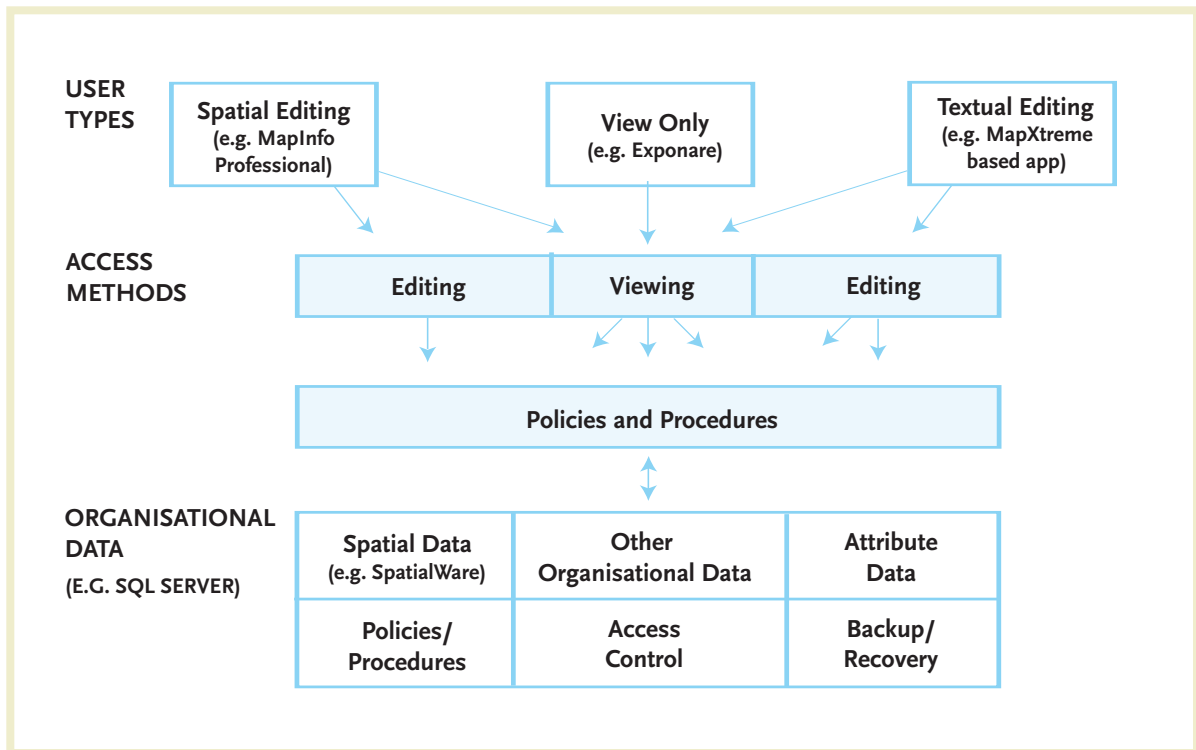 USER
TYPES
Spatial Editing
(e.g. MapInfo
Professional)
View Only
(e.g. Exponare)
Textual Editing
(e.g. MapXtreme
based app)
ACCESS
METHODS
Editing
Viewing
Editing
Policies and Procedures
ORGANISATIONAL
DATA
(E.G. SQL SERVER)
Spatial Data
(e.g. SpatialWare)
Other
Organisational Data
Attribute
Data
Policies/
Procedures
Access
Control
Backup/
Recovery